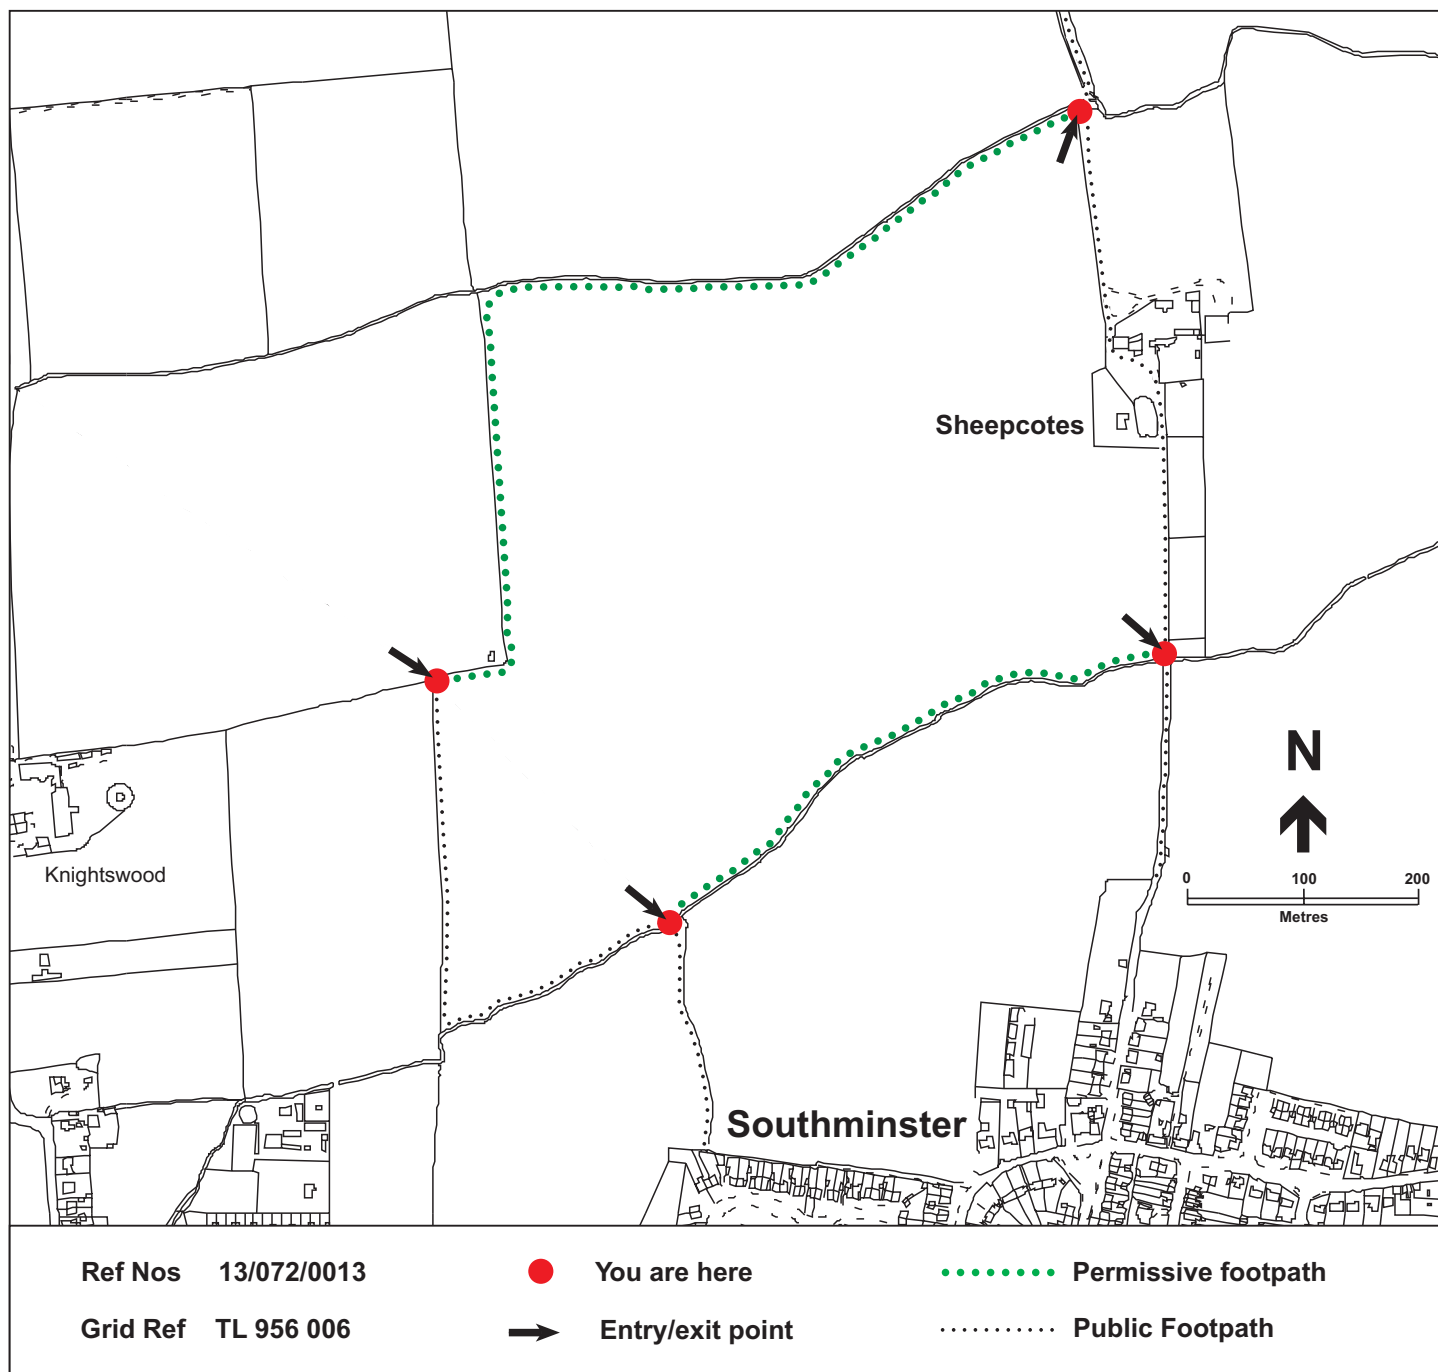 Sheepcotes
N
0 100 200
Metres
Knightswood
Southminster
Ref Nos 13/072/0013
You are here
Permissive footpath
Grid Ref TL 956 006
Entry/exit point
Public Footpath